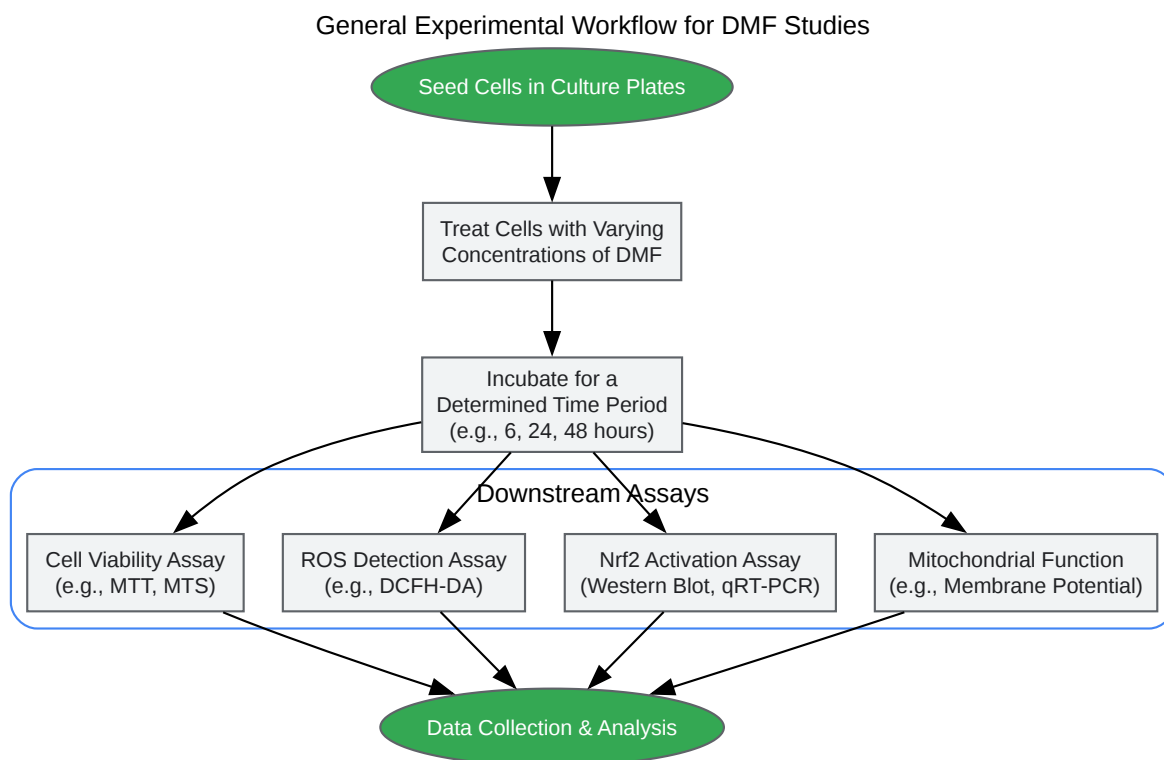 General Experimental Workflow for DMF Studies
Seed Cells in Culture Plates
Treat Cells with Varying
Concentrations of DMF
Incubate for a
Determined Time Period
(e.g., 6, 24, 48 hours)
Downstream Assays
Cell Viability Assay
(e.g., MTT, MTS)
ROS Detection Assay
(e.g., DCFH-DA)
Nrf2 Activation Assay
(Western Blot, qRT-PCR)
Mitochondrial Function
(e.g., Membrane Potential)
Data Collection & Analysis